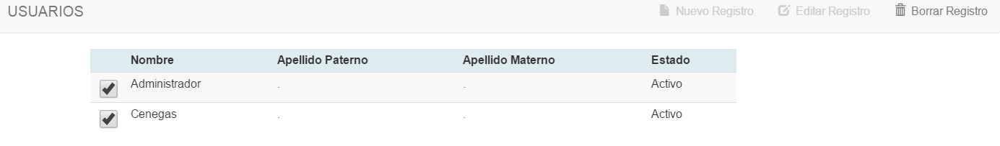 USUARIOS Nuevo Registro Editar Registro Borrar Registro
Nombre Apellido Paterno Apellido Materno Estado
Administrador . . Activo
Cenegas . . Activo